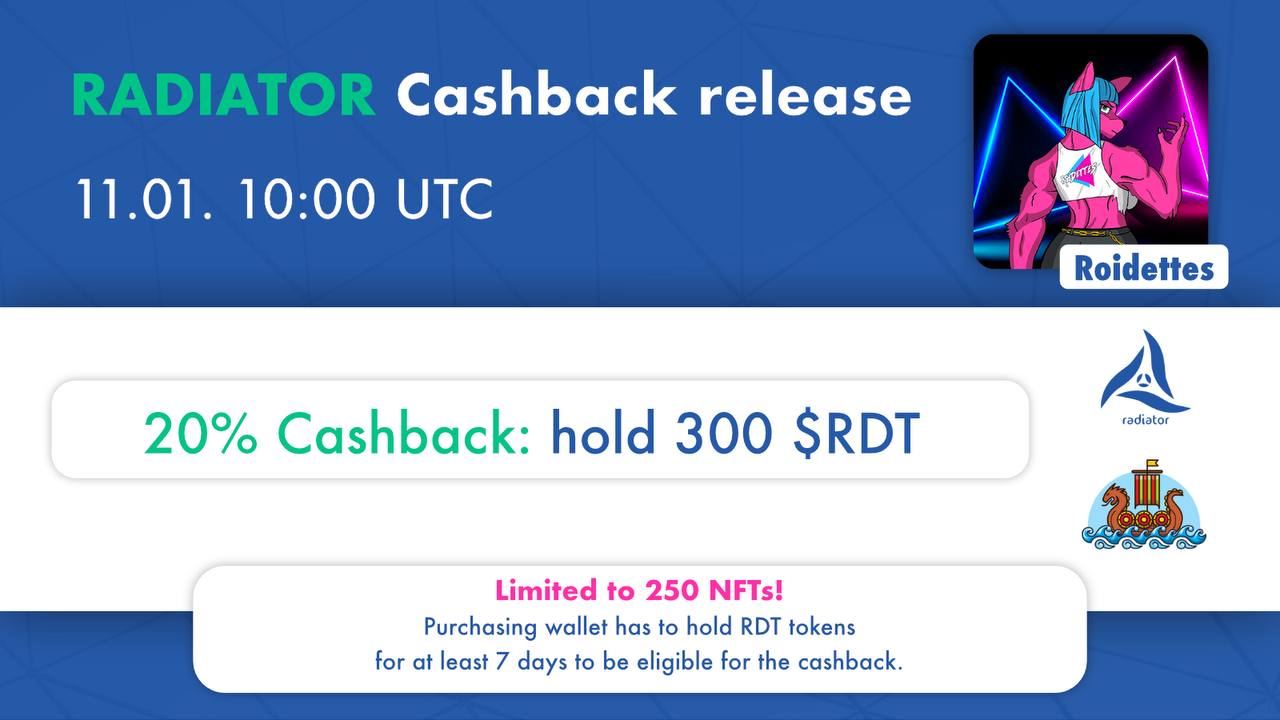 RADIATOR Cashback release
11.01. 10:00 UTC
ROIDETTES
Roidettes
20% Cashback: hold 300 $RDT
radiator
Limited to 250 NFTs!
Purchasing wallet has to hold RDT tokens
for at least 7 days to be eligible for the cashback.